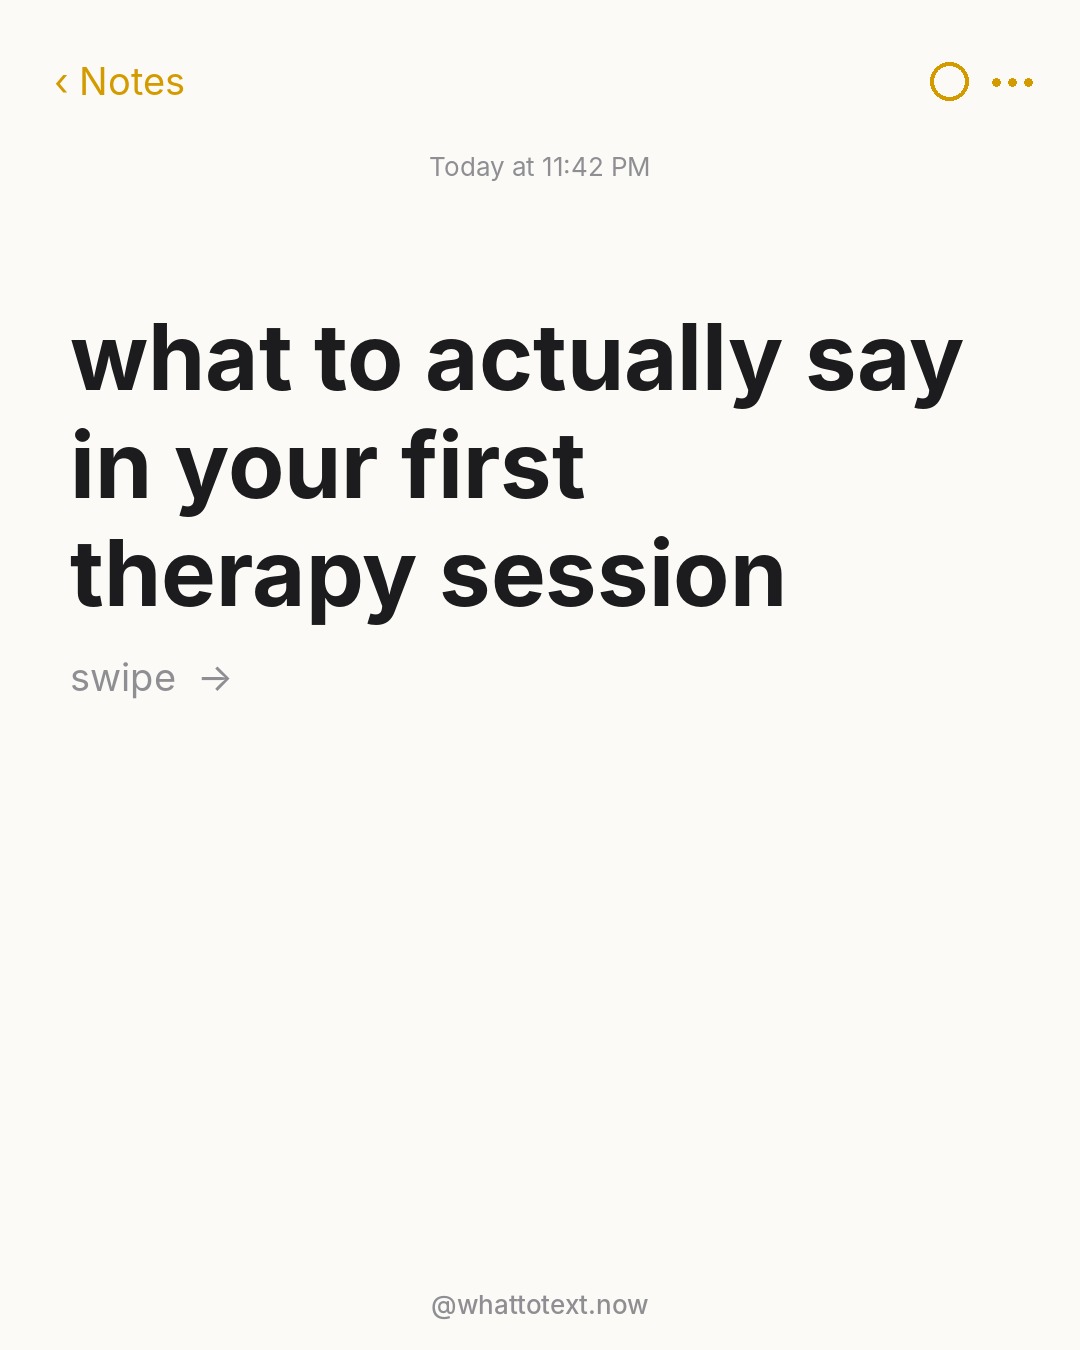 ‹ Notes
Today at 11:42 PM
what to actually say
in your first
therapy session
swipe →
@whattotext.now